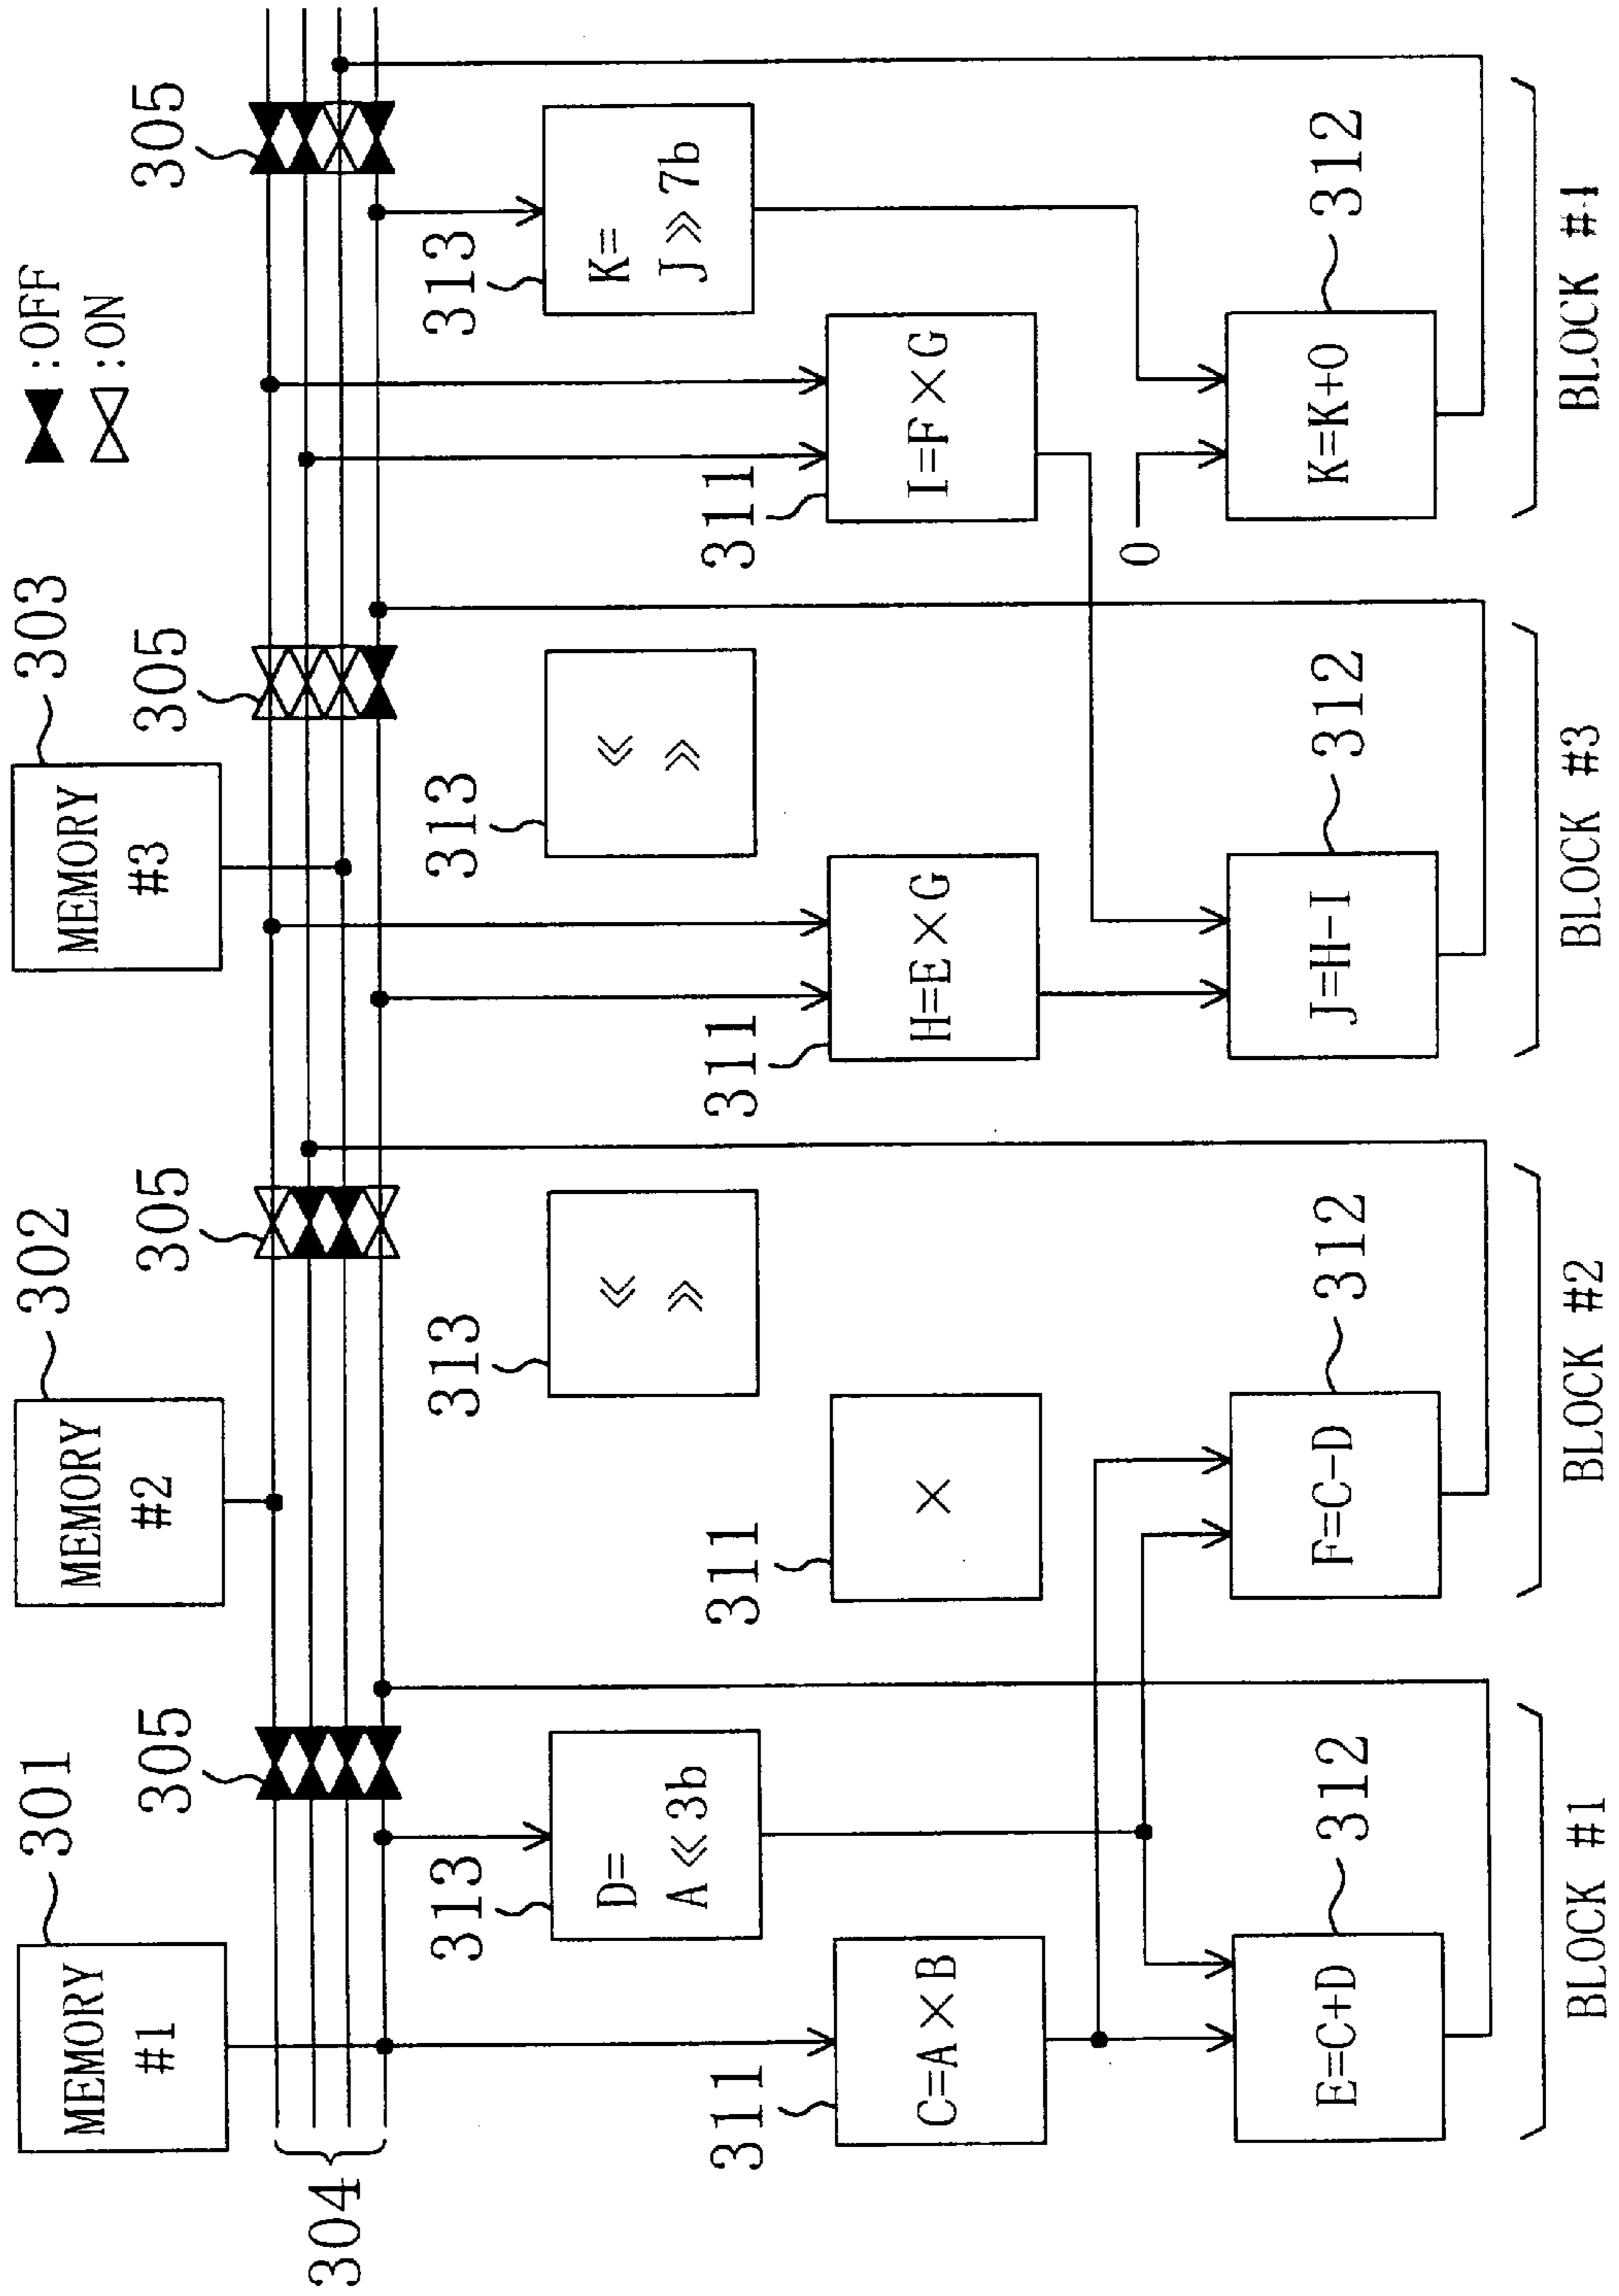 :OFF
:ON
301
302
303
MEMORY
#1
MEMORY
#2
MEMORY
#3
305
305
305
305
304
313
D=
A≪3b
313
≪
≫
313
≪
≫
313
K=
J≫7b
311
C=A×B
311
×
311
H=E×G
311
I=F×G
0
312
E=C+D
312
F=C-D
312
J=H-I
312
K=K+0
BLOCK #1
BLOCK #2
BLOCK #3
BLOCK #4